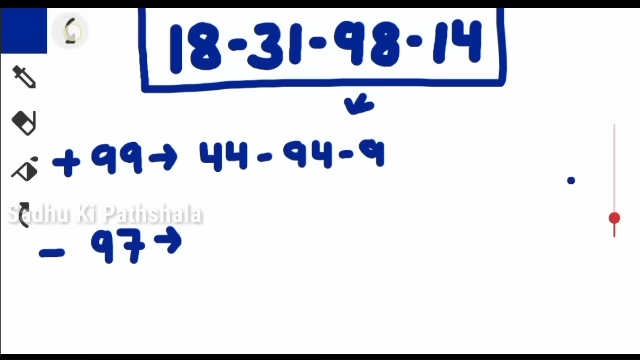 18-31-98-14
+ 99 → 44 - 94 - 9
Sadhu Ki Pathshala
- 97 →